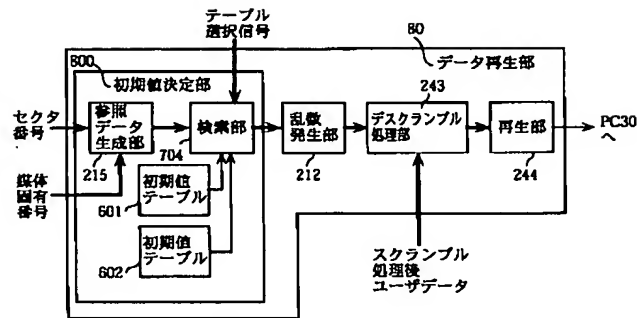 テーブル
選択信号
80
データ再生部
800
初期値決定部
セクタ
番号
参照
データ
生成部
215
検索部
704
乱数
発生部
212
243
デスクランブル
処理部
再生部
244
PC30
へ
媒体
固有
番号
初期値
テーブル
601
初期値
テーブル
602
スクランブル
処理後
ユーザデータ